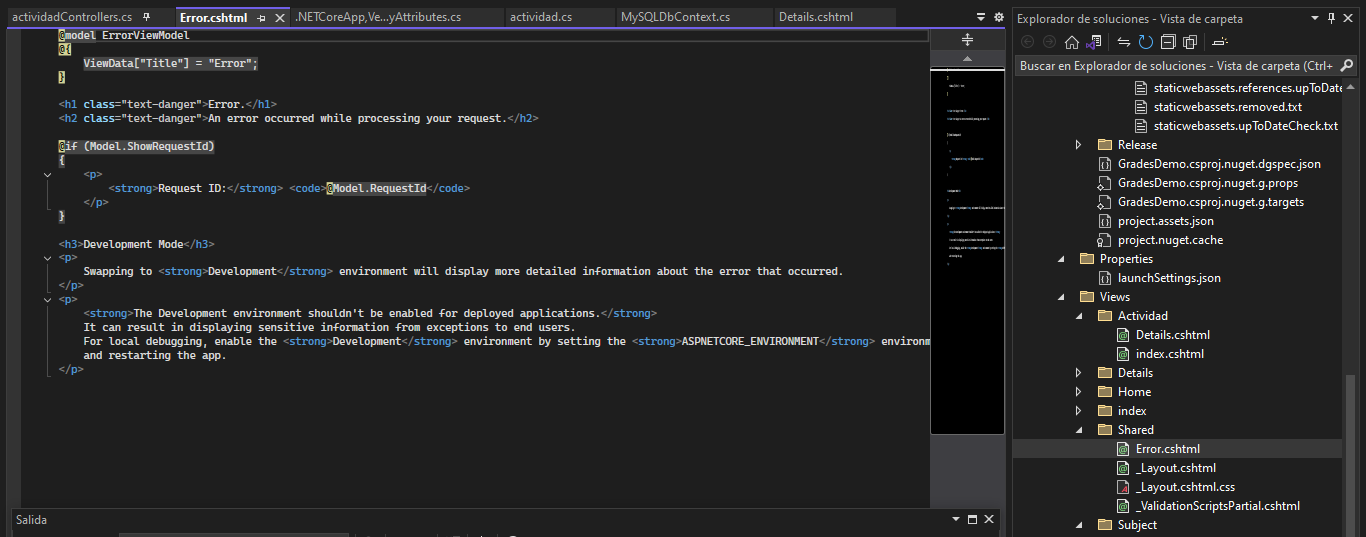 actividadControllers.cs
Error.cshtml
.NETCoreApp,Ve...yAttributes.cs
actividad.cs
MySQLDbContext.cs
Details.cshtml
@model ErrorViewModel
@{
ViewData["Title"] = "Error";
}
<h1 class="text-danger">Error.</h1>
<h2 class="text-danger">An error occurred while processing your request.</h2>
@if (Model.ShowRequestId)
{
<p>
<strong>Request ID:</strong> <code>@Model.RequestId</code>
</p>
}
<h3>Development Mode</h3>
<p>
Swapping to <strong>Development</strong> environment will display more detailed information about the error that occurred.
</p>
<p>
<strong>The Development environment shouldn't be enabled for deployed applications.</strong>
It can result in displaying sensitive information from exceptions to end users.
For local debugging, enable the <strong>Development</strong> environment by setting the <strong>ASPNETCORE_ENVIRONMENT</strong> environm
and restarting the app.
</p>
Salida
Explorador de soluciones - Vista de carpeta
Buscar en Explorador de soluciones - Vista de carpeta (Ctrl+
staticwebassets.references.upToDate
staticwebassets.removed.txt
staticwebassets.upToDateCheck.txt
Release
GradesDemo.csproj.nuget.dgspec.json
GradesDemo.csproj.nuget.g.props
GradesDemo.csproj.nuget.g.targets
project.assets.json
project.nuget.cache
Properties
launchSettings.json
Views
Actividad
Details.cshtml
index.cshtml
Details
Home
index
Shared
Error.cshtml
_Layout.cshtml
_Layout.cshtml.css
_ValidationScriptsPartial.cshtml
Subject